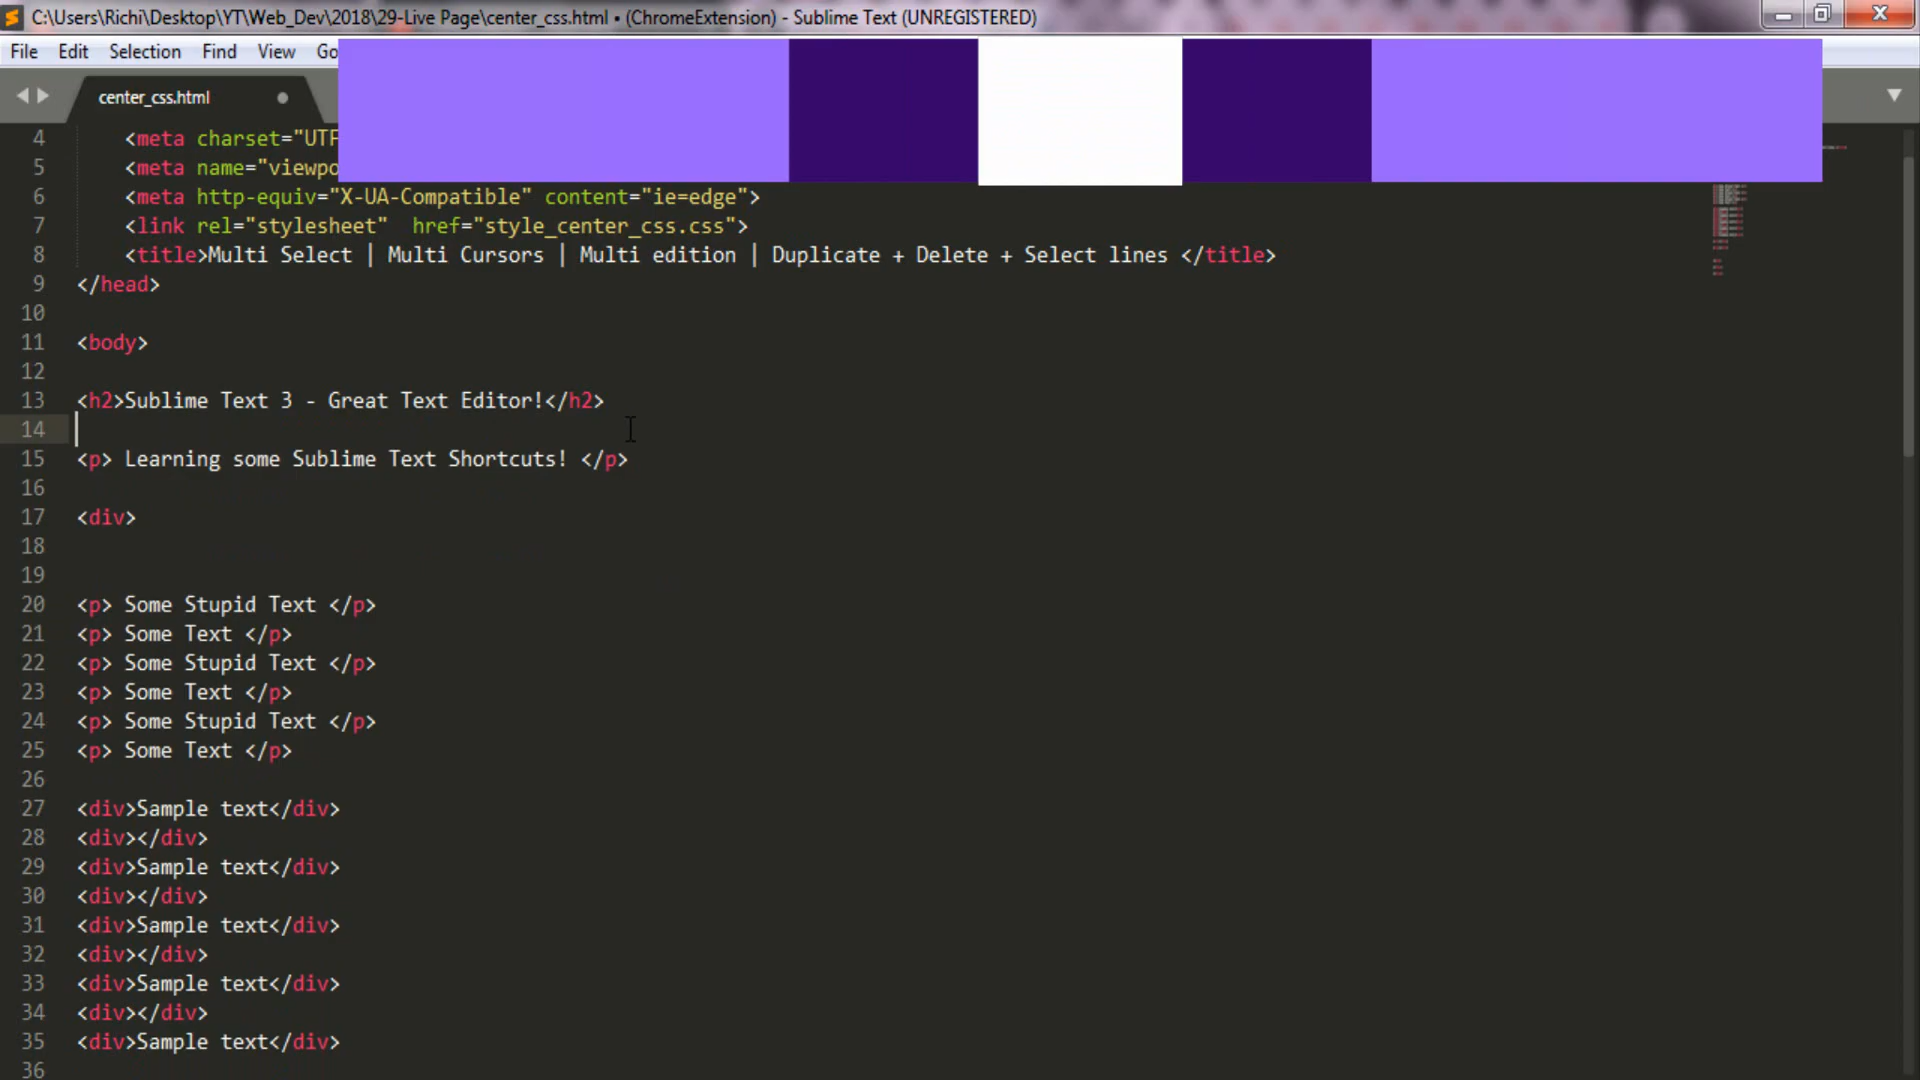 C:\Users\Richi\Desktop\YT\Web_Dev\2018\29-Live Page\center_css.html • (ChromeExtension) - Sublime Text (UNREGISTERED)
File Edit Selection Find View Go
center_css.html
4 <meta charset="UTF
5 <meta name="viewpo
6 <meta http-equiv="X-UA-Compatible" content="ie=edge">
7 <link rel="stylesheet" href="style_center_css.css">
8 <title>Multi Select | Multi Cursors | Multi edition | Duplicate + Delete + Select lines </title>
9 </head>
10
11 <body>
12
13 <h2>Sublime Text 3 - Great Text Editor!</h2>
14
15 <p> Learning some Sublime Text Shortcuts! </p>
16
17 <div>
18
19
20 <p> Some Stupid Text </p>
21 <p> Some Text </p>
22 <p> Some Stupid Text </p>
23 <p> Some Text </p>
24 <p> Some Stupid Text </p>
25 <p> Some Text </p>
26
27 <div>Sample text</div>
28 <div></div>
29 <div>Sample text</div>
30 <div></div>
31 <div>Sample text</div>
32 <div></div>
33 <div>Sample text</div>
34 <div></div>
35 <div>Sample text</div>
36